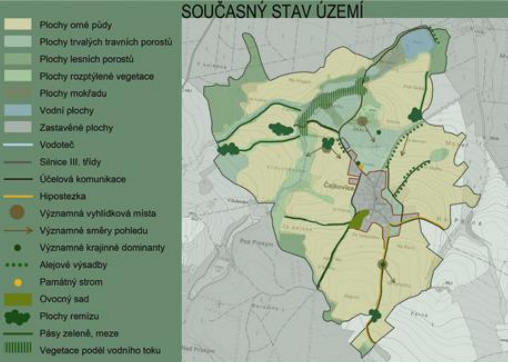 SOUČASNÝ STAV ÚZEMÍ
Plochy orné půdy
Plochy trvalých travních porostů
Plochy lesních porostů
Plochy rozptýlené vegetace
Plochy mokřadu
Vodní plochy
Zastavěné plochy
Vodoteč
Silnice III. třídy
Účelová komunikace
Hipostezka
Významná vyhlídková místa
Významné směry pohledu
Významné krajinné dominanty
Alejové výsadby
Památný strom
Ovocný sad
Plochy remízu
Pásy zeleně, meze
Vegetace podél vodního toku
Čejkovice